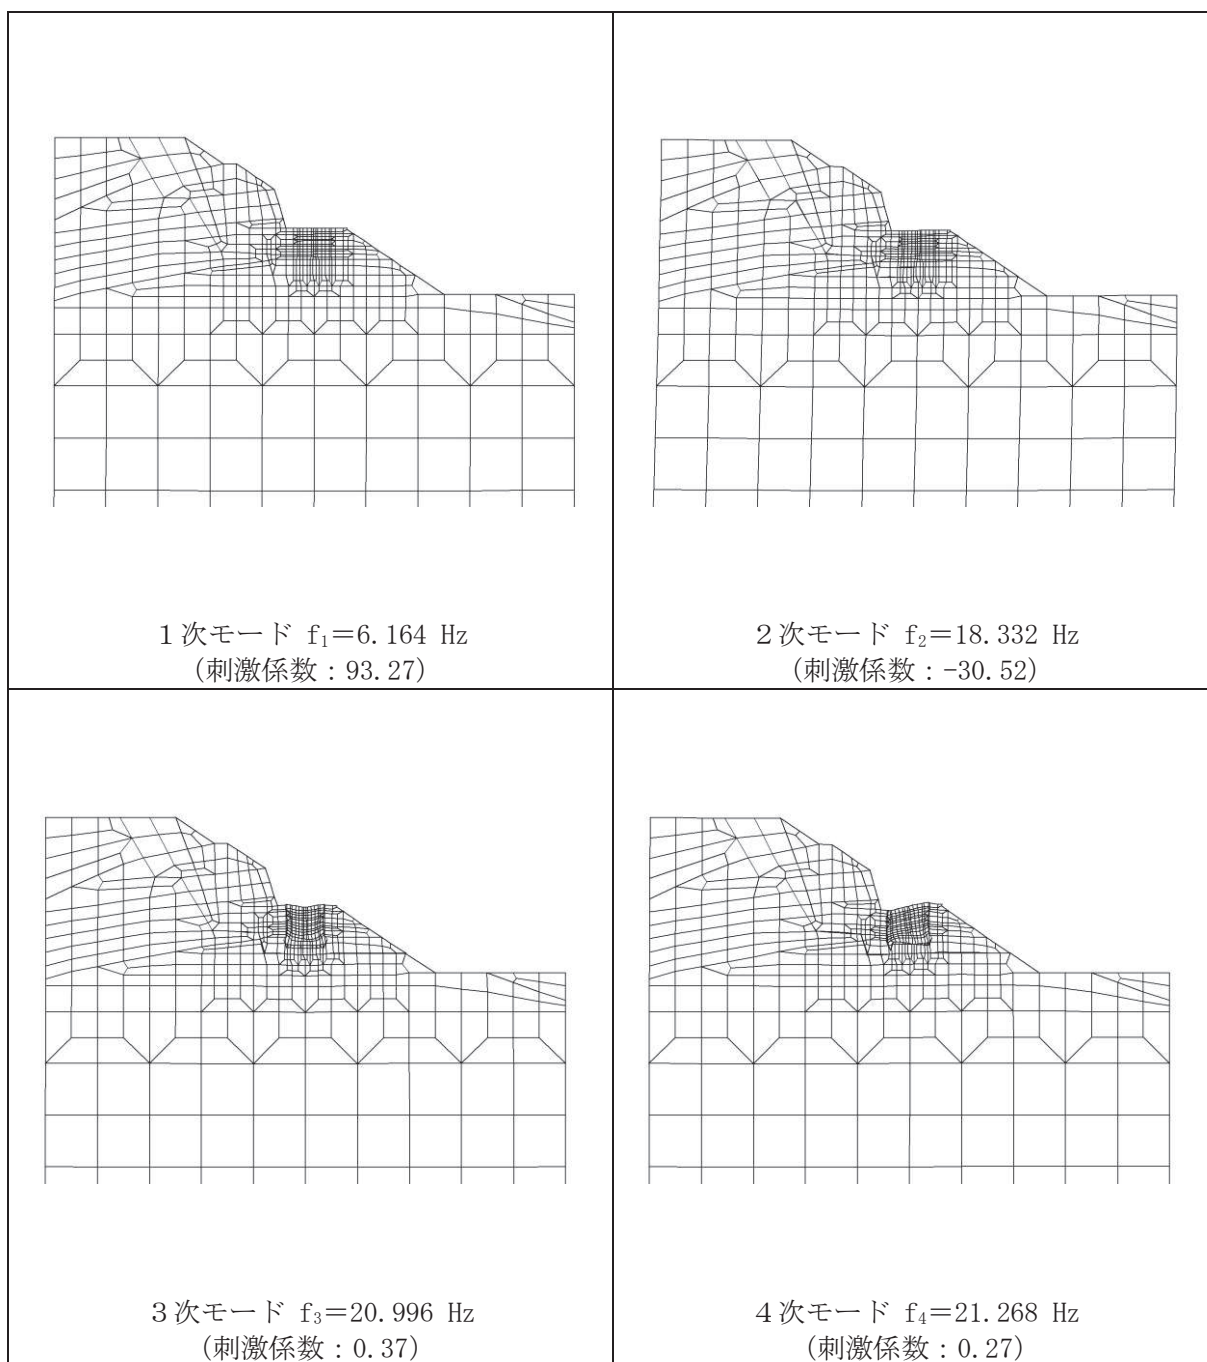 1次モード f₁=6.164 Hz
(刺激係数：93.27)
2次モード f₂=18.332 Hz
(刺激係数：-30.52)
3次モード f₃=20.996 Hz
(刺激係数：0.37)
4次モード f₄=21.268 Hz
(刺激係数：0.27)